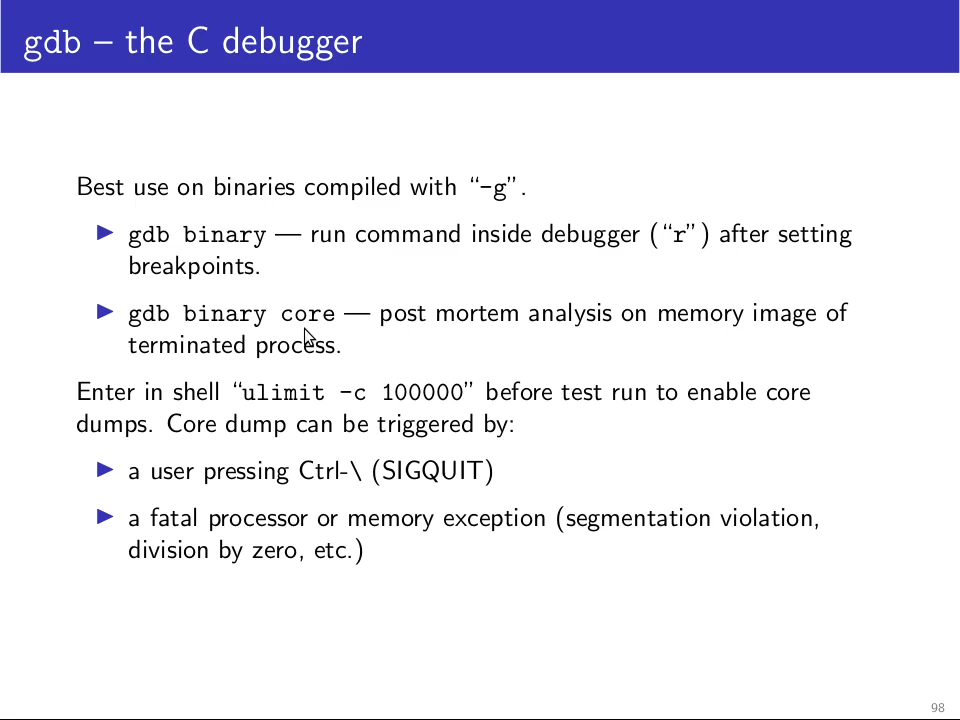 gdb – the C debugger
Best use on binaries compiled with “-g”.
▶ gdb binary — run command inside debugger (“r”) after setting
breakpoints.
▶ gdb binary core — post mortem analysis on memory image of
terminated process.
Enter in shell “ulimit -c 100000” before test run to enable core
dumps. Core dump can be triggered by:
▶ a user pressing Ctrl-\ (SIGQUIT)
▶ a fatal processor or memory exception (segmentation violation,
division by zero, etc.)
98